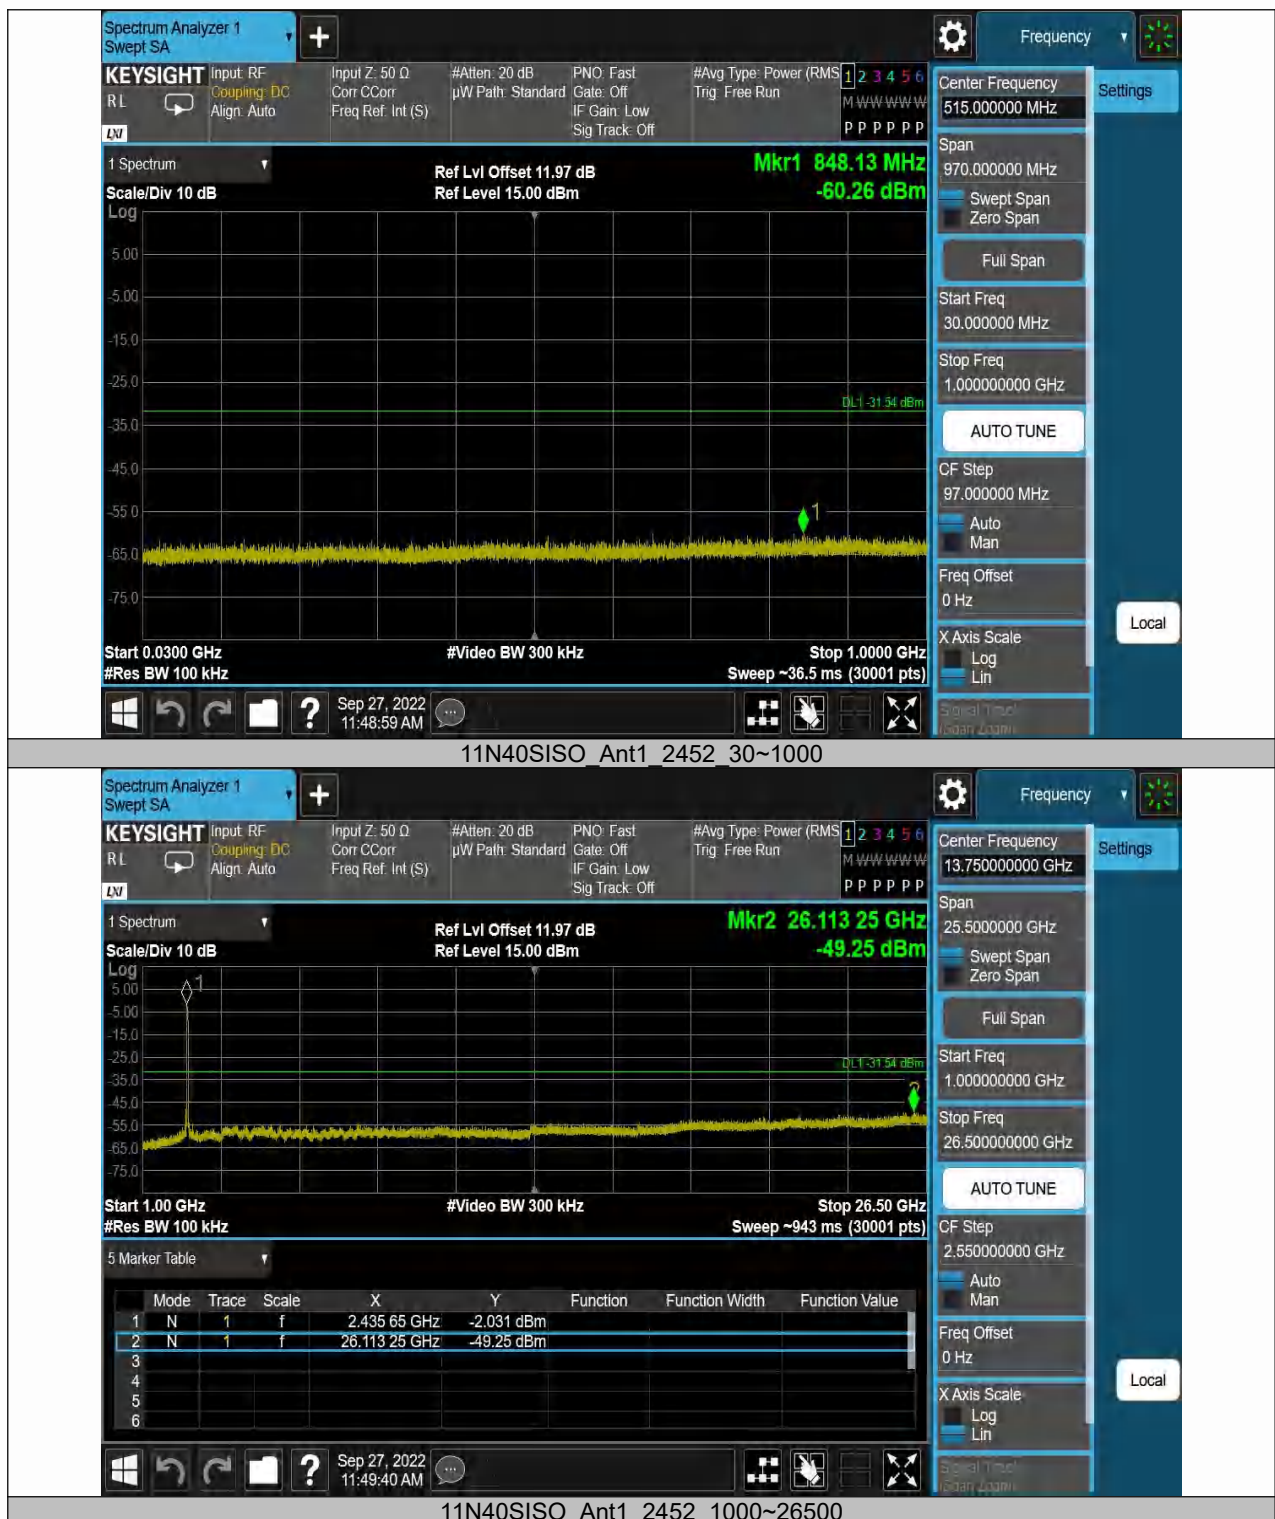 Spectrum Analyzer 1
Swept SA
Frequency
KEYSIGHT
R L
LXI
Input: RF
Coupling: DC
Align: Auto
Input Z: 50 Ω
Corr CCorr
Freq Ref: Int (S)
#Atten: 20 dB
µW Path: Standard
PNO: Fast
Gate: Off
IF Gain: Low
Sig Track: Off
#Avg Type: Power (RMS
Trig: Free Run
1 2 3 4 5 6
M W W W W W
P P P P P P
1 Spectrum
Scale/Div 10 dB
Log
Ref Lvl Offset 11.97 dB
Ref Level 15.00 dBm
Mkr1 848.13 MHz
-60.26 dBm
5.00
-5.00
-15.0
-25.0
DL1 -31.54 dBm
-35.0
-45.0
-55.0
1
-65.0
-75.0
Start 0.0300 GHz
#Res BW 100 kHz
#Video BW 300 kHz
Stop 1.0000 GHz
Sweep ~36.5 ms (30001 pts)
Sep 27, 2022
11:48:59 AM
Center Frequency
515.000000 MHz
Settings
Span
970.000000 MHz
Swept Span
Zero Span
Full Span
Start Freq
30.000000 MHz
Stop Freq
1.000000000 GHz
AUTO TUNE
CF Step
97.000000 MHz
Auto
Man
Freq Offset
0 Hz
Local
X Axis Scale
Log
Lin
Signal Track
(Span Zoom)
11N40SISO_Ant1_2452_30~1000
Spectrum Analyzer 1
Swept SA
Frequency
KEYSIGHT
R L
LXI
Input: RF
Coupling: DC
Align: Auto
Input Z: 50 Ω
Corr CCorr
Freq Ref: Int (S)
#Atten: 20 dB
µW Path: Standard
PNO: Fast
Gate: Off
IF Gain: Low
Sig Track: Off
#Avg Type: Power (RMS
Trig: Free Run
1 2 3 4 5 6
M W W W W W
P P P P P P
1 Spectrum
Scale/Div 10 dB
Log
Ref Lvl Offset 11.97 dB
Ref Level 15.00 dBm
Mkr2 26.113 25 GHz
-49.25 dBm
5.00
1
-5.00
-15.0
-25.0
DL1 -31.54 dBm
-35.0
2
-45.0
-55.0
-65.0
-75.0
Start 1.00 GHz
#Res BW 100 kHz
#Video BW 300 kHz
Stop 26.50 GHz
Sweep ~943 ms (30001 pts)
5 Marker Table
Mode Trace Scale X Y Function Function Width Function Value
1 N 1 f 2.435 65 GHz -2.031 dBm
2 N 1 f 26.113 25 GHz -49.25 dBm
3
4
5
6
Sep 27, 2022
11:49:40 AM
Center Frequency
13.750000000 GHz
Settings
Span
25.5000000 GHz
Swept Span
Zero Span
Full Span
Start Freq
1.000000000 GHz
Stop Freq
26.500000000 GHz
AUTO TUNE
CF Step
2.550000000 GHz
Auto
Man
Freq Offset
0 Hz
Local
X Axis Scale
Log
Lin
Signal Track
(Span Zoom)
11N40SISO_Ant1_2452_1000~26500